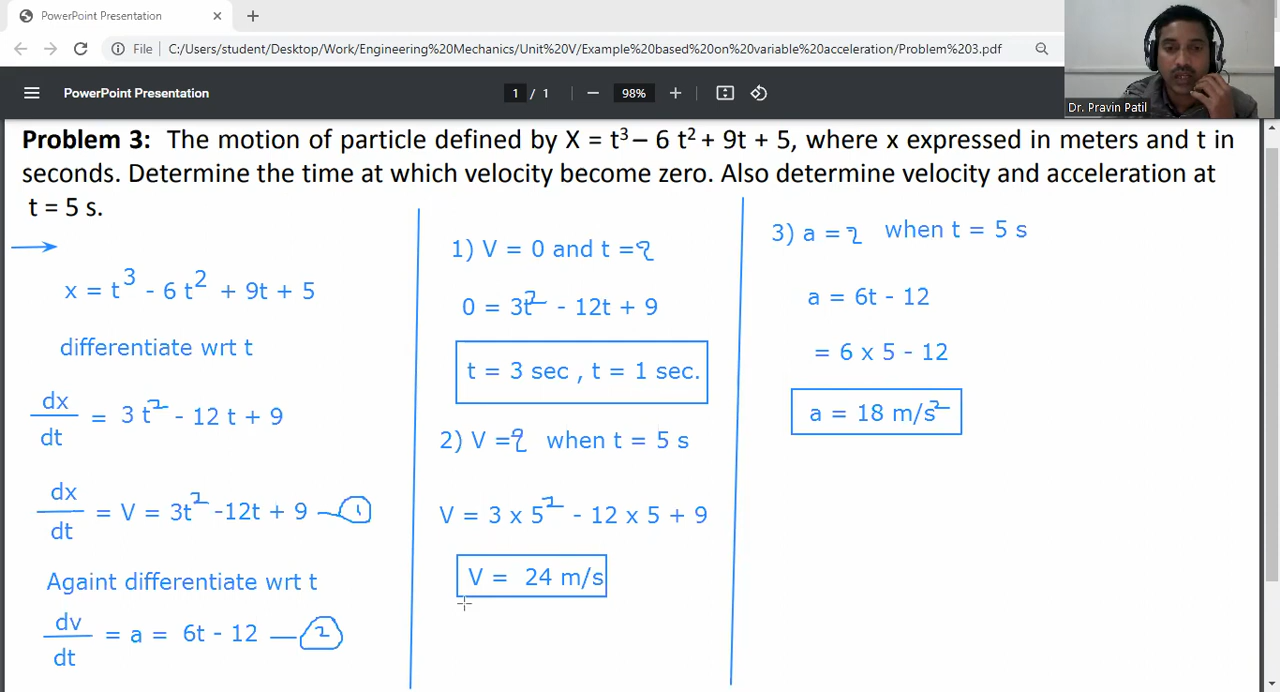 PowerPoint Presentation
File C:/Users/student/Desktop/Work/Engineering%20Mechanics/Unit%20V/Example%20based%20on%20variable%20acceleration/Problem%203.pdf
PowerPoint Presentation 1 / 1 98%
Dr. Pravin Patil
Problem 3: The motion of particle defined by X = t³ – 6 t² + 9t + 5, where x expressed in meters and t in
seconds. Determine the time at which velocity become zero. Also determine velocity and acceleration at
t = 5 s.
x = t³ - 6 t² + 9t + 5
differentiate wrt t
dx/dt = 3 t² - 12 t + 9
dx/dt = V = 3t² -12t + 9 — ①
Againt differentiate wrt t
dv/dt = a = 6t - 12 — ②
1) V = 0 and t = ?
0 = 3t² - 12t + 9
t = 3 sec , t = 1 sec.
2) V = ? when t = 5 s
V = 3 x 5² - 12 x 5 + 9
V = 24 m/s
3) a = ? when t = 5 s
a = 6t - 12
= 6 x 5 - 12
a = 18 m/s²